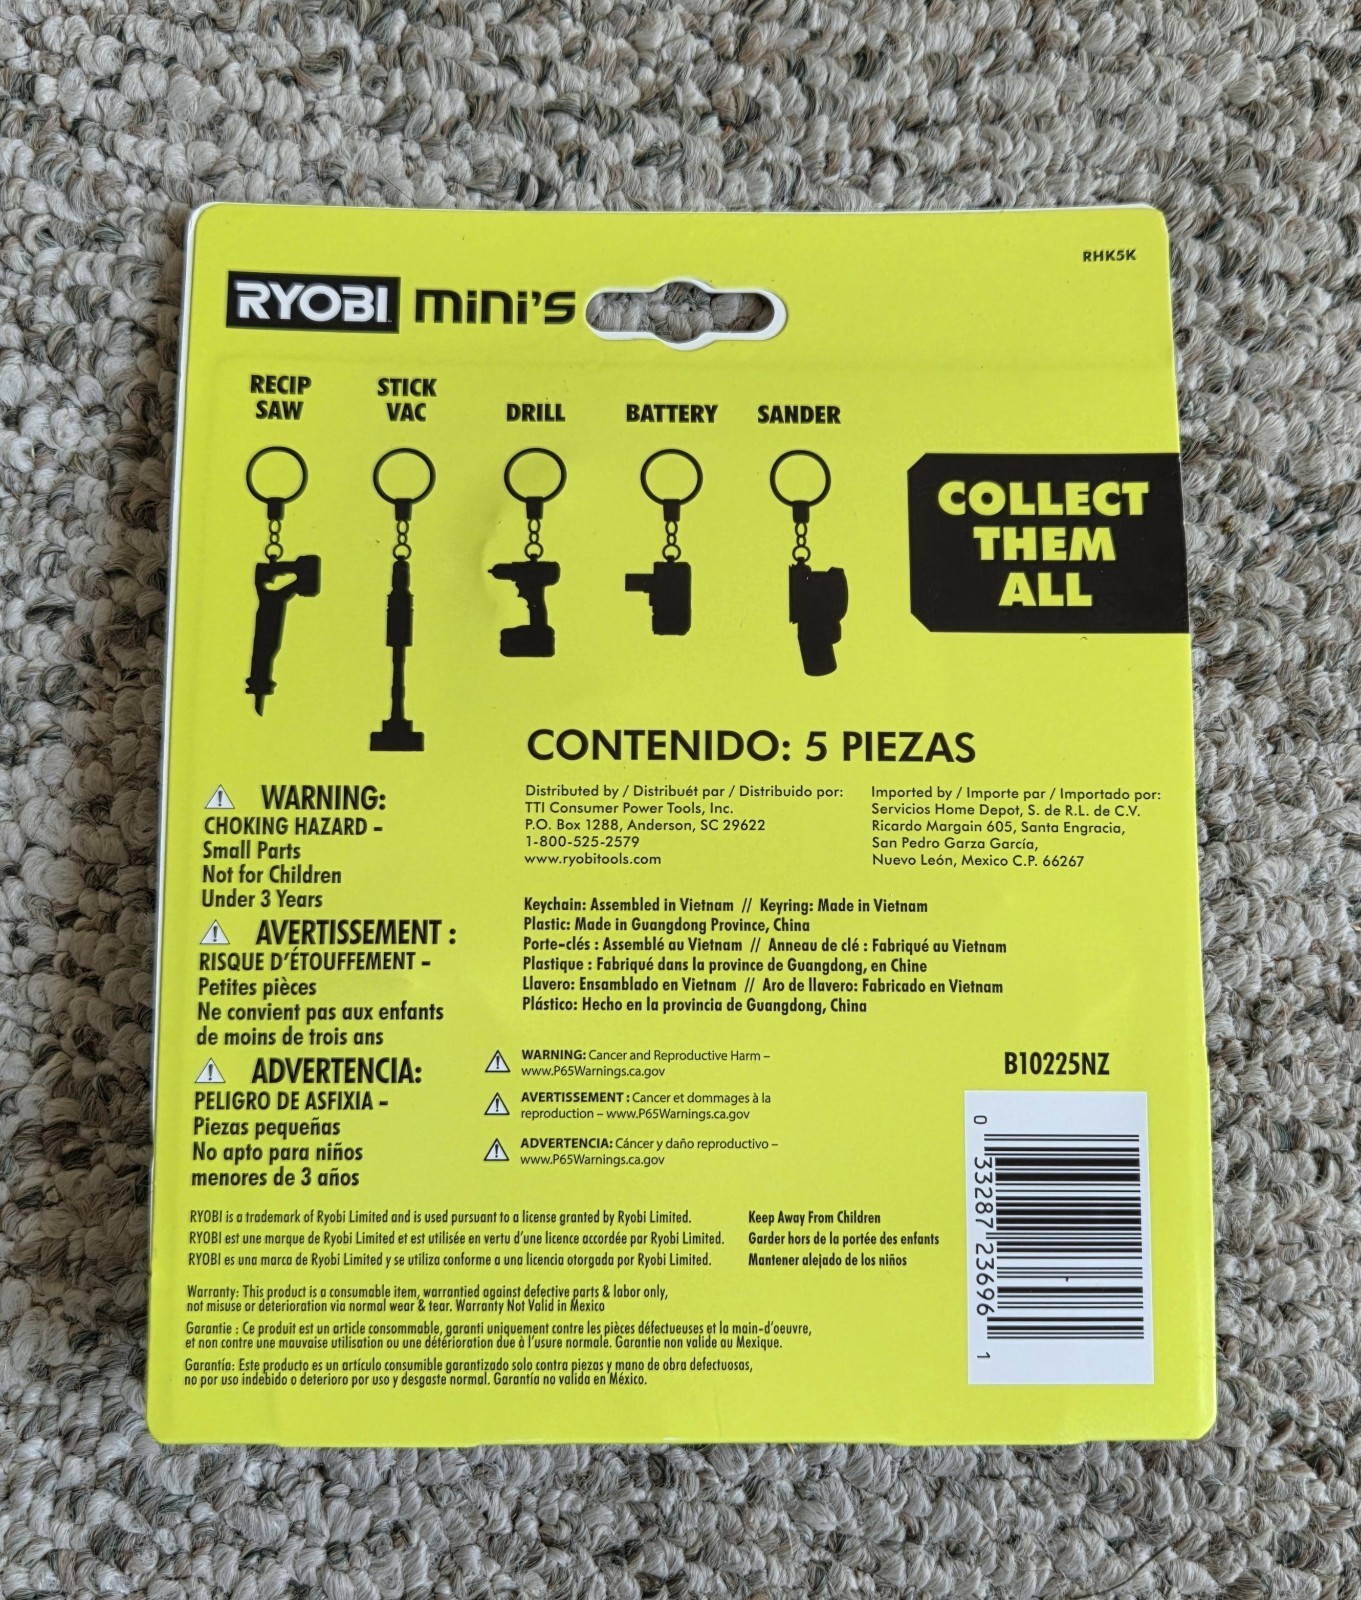 RHK5K
RYOBI mini's
RECIP
SAW
STICK
VAC
DRILL
BATTERY
SANDER
COLLECT
THEM
ALL
CONTENIDO: 5 PIEZAS
WARNING:
CHOKING HAZARD –
Small Parts
Not for Children
Under 3 Years
AVERTISSEMENT :
RISQUE D'ÉTOUFFEMENT –
Petites pièces
Ne convient pas aux enfants
de moins de trois ans
ADVERTENCIA:
PELIGRO DE ASFIXIA –
Piezas pequeñas
No apto para niños
menores de 3 años
Distributed by / Distribuét par / Distribuido por:
TTI Consumer Power Tools, Inc.
P.O. Box 1288, Anderson, SC 29622
1-800-525-2579
www.ryobitools.com
Imported by / Importe par / Importado por:
Servicios Home Depot, S. de R.L. de C.V.
Ricardo Margain 605, Santa Engracia,
San Pedro Garza García,
Nuevo León, Mexico C.P. 66267
Keychain: Assembled in Vietnam // Keyring: Made in Vietnam
Plastic: Made in Guangdong Province, China
Porte-clés : Assemblé au Vietnam // Anneau de clé : Fabriqué au Vietnam
Plastique : Fabriqué dans la province de Guangdong, en Chine
Llavero: Ensamblado en Vietnam // Aro de llavero: Fabricado en Vietnam
Plástico: Hecho en la provincia de Guangdong, China
WARNING: Cancer and Reproductive Harm –
www.P65Warnings.ca.gov
AVERTISSEMENT : Cancer et dommages à la
reproduction – www.P65Warnings.ca.gov
ADVERTENCIA: Cáncer y daño reproductivo –
www.P65Warnings.ca.gov
B10225NZ
0 33287 23696 1
RYOBI is a trademark of Ryobi Limited and is used pursuant to a license granted by Ryobi Limited.
RYOBI est une marque de Ryobi Limited et est utilisée en vertu d'une licence accordée par Ryobi Limited.
RYOBI es una marca de Ryobi Limited y se utiliza conforme a una licencia otorgada por Ryobi Limited.
Keep Away From Children
Garder hors de la portée des enfants
Mantener alejado de los niños
Warranty: This product is a consumable item, warrantied against defective parts & labor only,
not misuse or deterioration via normal wear & tear. Warranty Not Valid in Mexico
Garantie : Ce produit est un article consommable, garanti uniquement contre les pièces défectueuses et la main-d'oeuvre,
et non contre une mauvaise utilisation ou une détérioration due à l'usure normale. Garantie non valide au Mexique.
Garantía: Este producto es un artículo consumible garantizado solo contra piezas y mano de obra defectuosas,
no por uso indebido o deterioro por uso y desgaste normal. Garantía no valida en México.